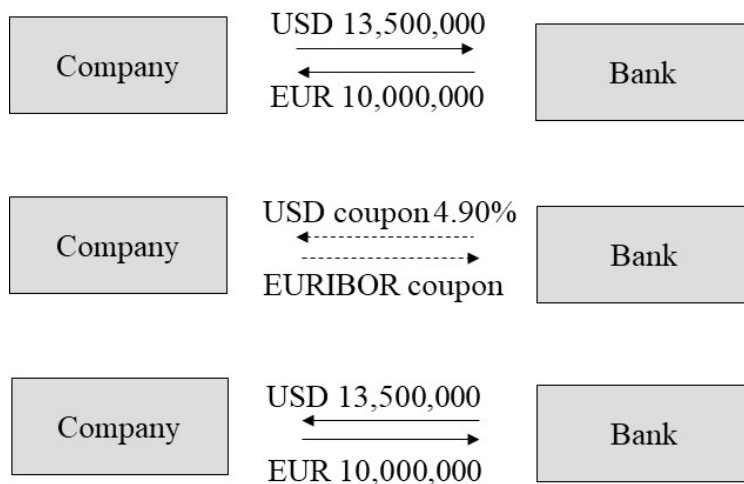 USD 13,500,000
Company
Bank
EUR 10,000,000
USD coupon 4.90%
Company
Bank
EURIBOR coupon
USD 13,500,000
Company
Bank
EUR 10,000,000